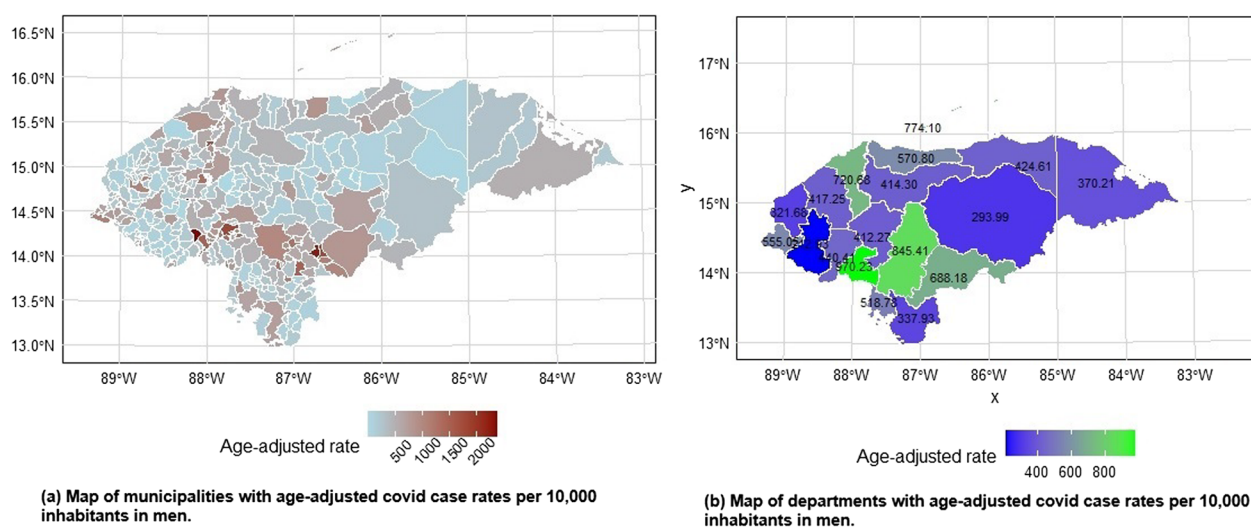 16.5°N
16.0°N
15.5°N
15.0°N
14.5°N
14.0°N
13.5°N
13.0°N
89°W 88°W 87°W 86°W 85°W 84°W 83°W
Age-adjusted rate
500 1000 1500 2000
(a) Map of municipalities with age-adjusted covid case rates per 10,000
inhabitants in men.
17°N
16°N
15°N
14°N
13°N
y
774.10
570.80
424.61
720.68
414.30
370.21
417.25
321.68
293.99
412.27
845.41
970.23
688.18
518.78
337.93
89°W 88°W 87°W 86°W 85°W 84°W 83°W
x
Age-adjusted rate
400 600 800
(b) Map of departments with age-adjusted covid case rates per 10,000
inhabitants in men.